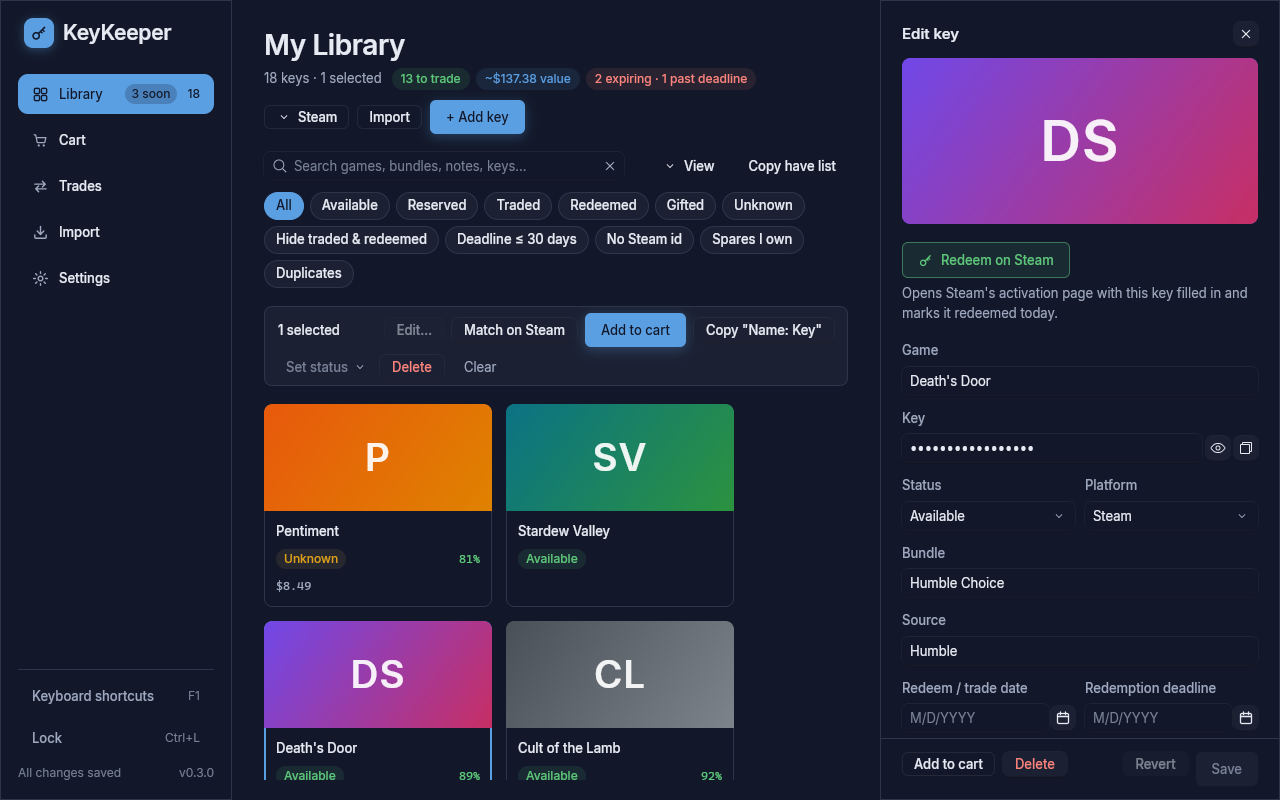 KeyKeeper
Library 3 soon 18
Cart
Trades
Import
Settings
Keyboard shortcuts F1
Lock Ctrl+L
All changes saved v0.3.0
My Library
18 keys · 1 selected 13 to trade ~$137.38 value 2 expiring · 1 past deadline
Steam Import + Add key
Search games, bundles, notes, keys... View Copy have list
All Available Reserved Traded Redeemed Gifted Unknown
Hide traded & redeemed Deadline ≤ 30 days No Steam id Spares I own
Duplicates
1 selected Edit... Match on Steam Add to cart Copy "Name: Key"
Set status Delete Clear
P
Pentiment
Unknown 81%
$8.49
SV
Stardew Valley
Available
DS
Death's Door
Available 89%
CL
Cult of the Lamb
Available 92%
Edit key
DS
Redeem on Steam
Opens Steam's activation page with this key filled in and
marks it redeemed today.
Game
Death's Door
Key
••••••••••••••••
Status Platform
Available Steam
Bundle
Humble Choice
Source
Humble
Redeem / trade date Redemption deadline
M/D/YYYY M/D/YYYY
Add to cart Delete Revert Save